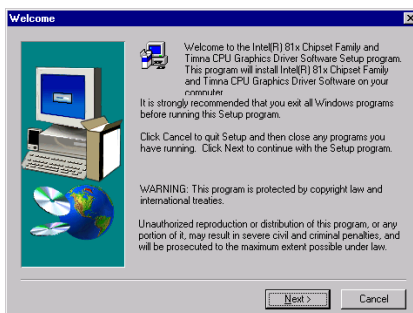 Welcome
Welcome to the Intel(R) 81x Chipset Family and
Timna CPU Graphics Driver Software Setup program.
This program will install Intel(R) 81x Chipset Family
and Timna CPU Graphics Driver Software on your
computer.
It is strongly recommended that you exit all Windows programs
before running this Setup program.
Click Cancel to quit Setup and then close any programs you
have running. Click Next to continue with the Setup program.
WARNING: This program is protected by copyright law and
international treaties.
Unauthorized reproduction or distribution of this program, or any
portion of it, may result in severe civil and criminal penalties, and
will be prosecuted to the maximum extent possible under law.
Next >
Cancel